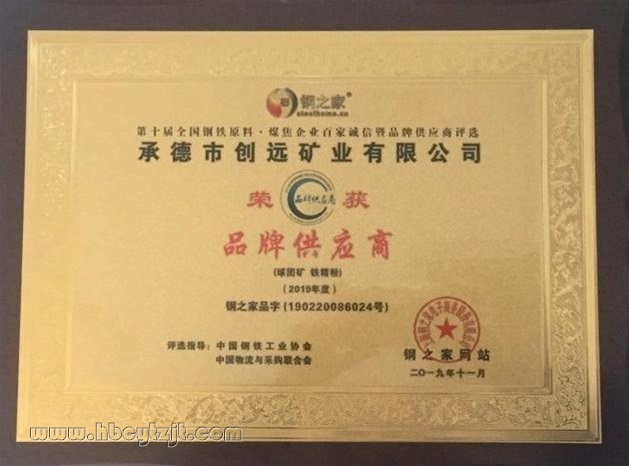 钢之家®
steelhome.cn
第十届全国钢铁原料·煤焦企业百家诚信暨品牌供应商评选
承德市创远矿业有限公司
荣 品牌供应商 获
品牌供应商
(球团矿 铁精粉)
(2019年度)
钢之家品字(190220086024号)
评选指导：中国钢铁工业协会
中国物流与采购联合会
钢之家网站
二〇一九年十一月
www.hbcytzjt.com